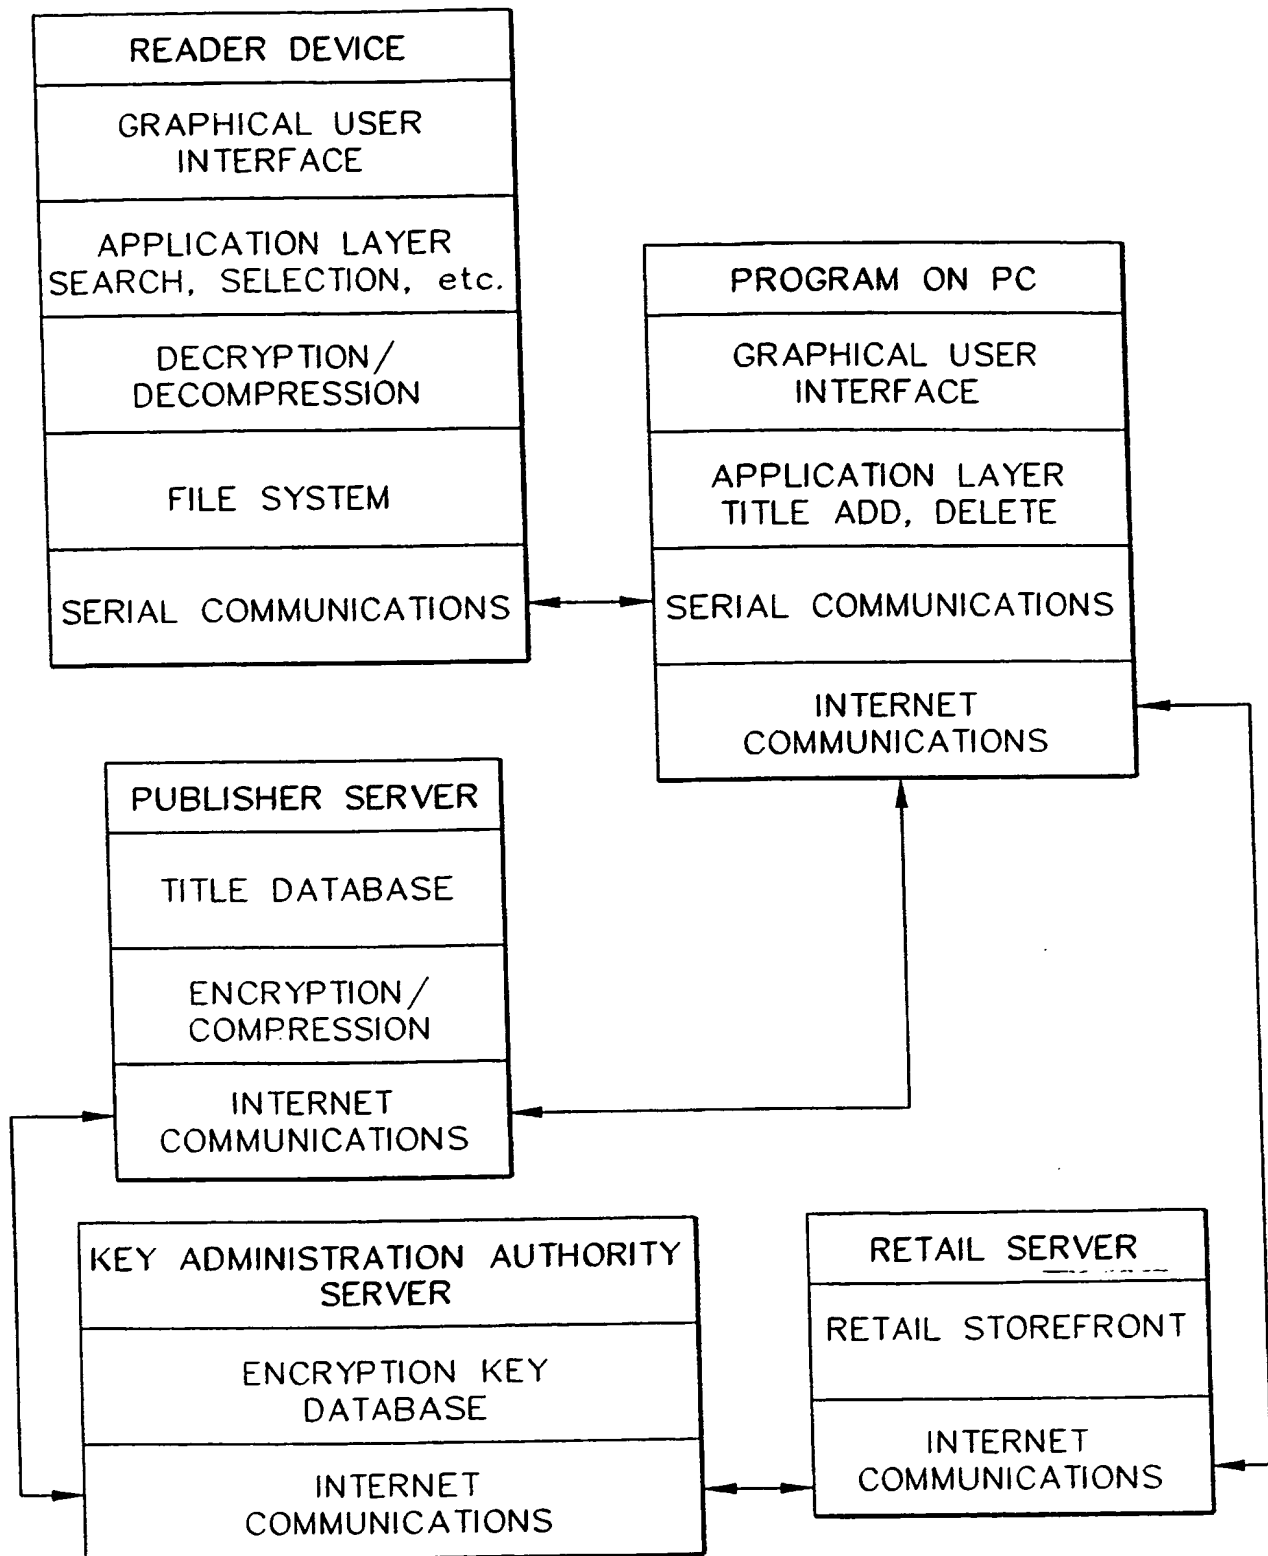 READER DEVICE
GRAPHICAL USER
INTERFACE
APPLICATION LAYER
SEARCH, SELECTION, etc.
DECRYPTION/
DECOMPRESSION
FILE SYSTEM
SERIAL COMMUNICATIONS
PROGRAM ON PC
GRAPHICAL USER
INTERFACE
APPLICATION LAYER
TITLE ADD, DELETE
SERIAL COMMUNICATIONS
INTERNET
COMMUNICATIONS
PUBLISHER SERVER
TITLE DATABASE
ENCRYPTION/
COMPRESSION
INTERNET
COMMUNICATIONS
KEY ADMINISTRATION AUTHORITY
SERVER
ENCRYPTION KEY
DATABASE
INTERNET
COMMUNICATIONS
RETAIL SERVER
RETAIL STOREFRONT
INTERNET
COMMUNICATIONS